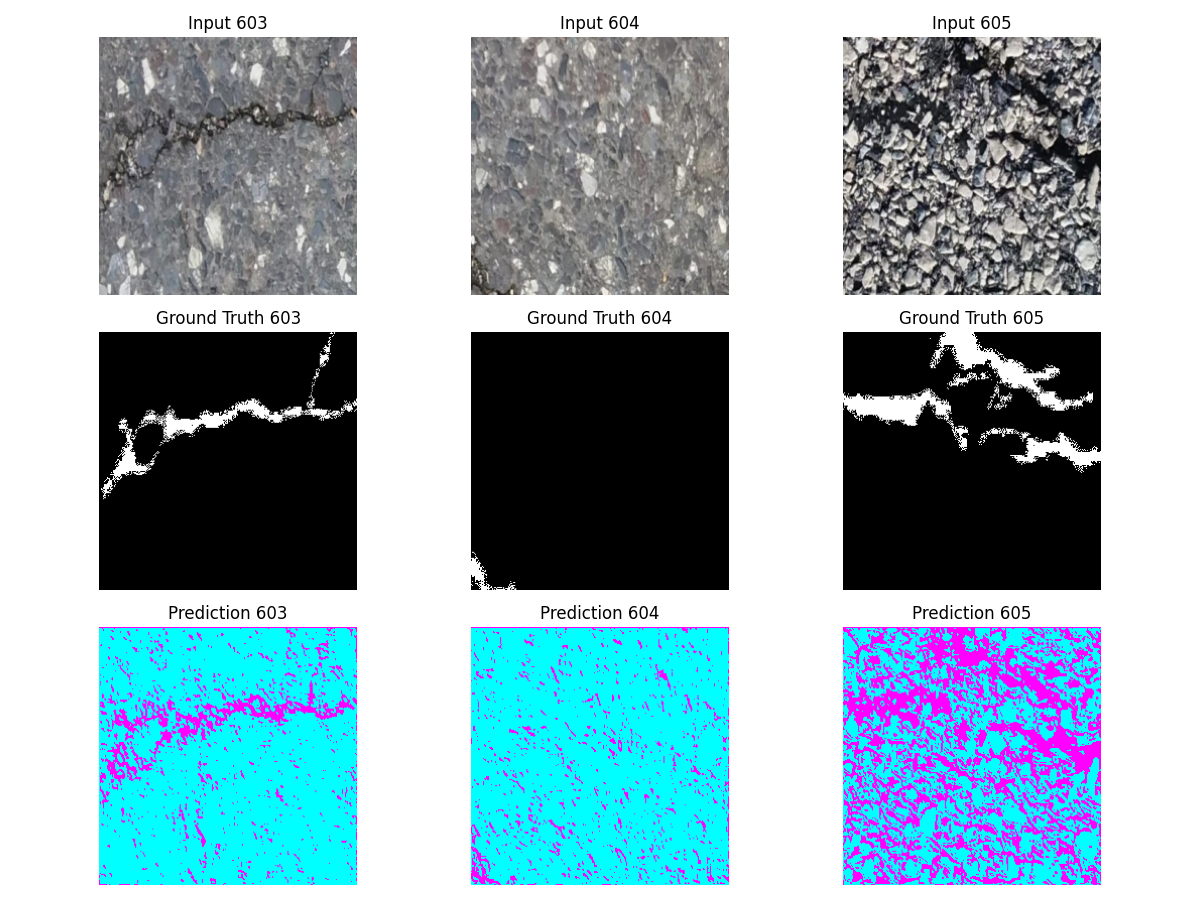 Input 603
Input 604
Input 605
Ground Truth 603
Ground Truth 604
Ground Truth 605
Prediction 603
Prediction 604
Prediction 605